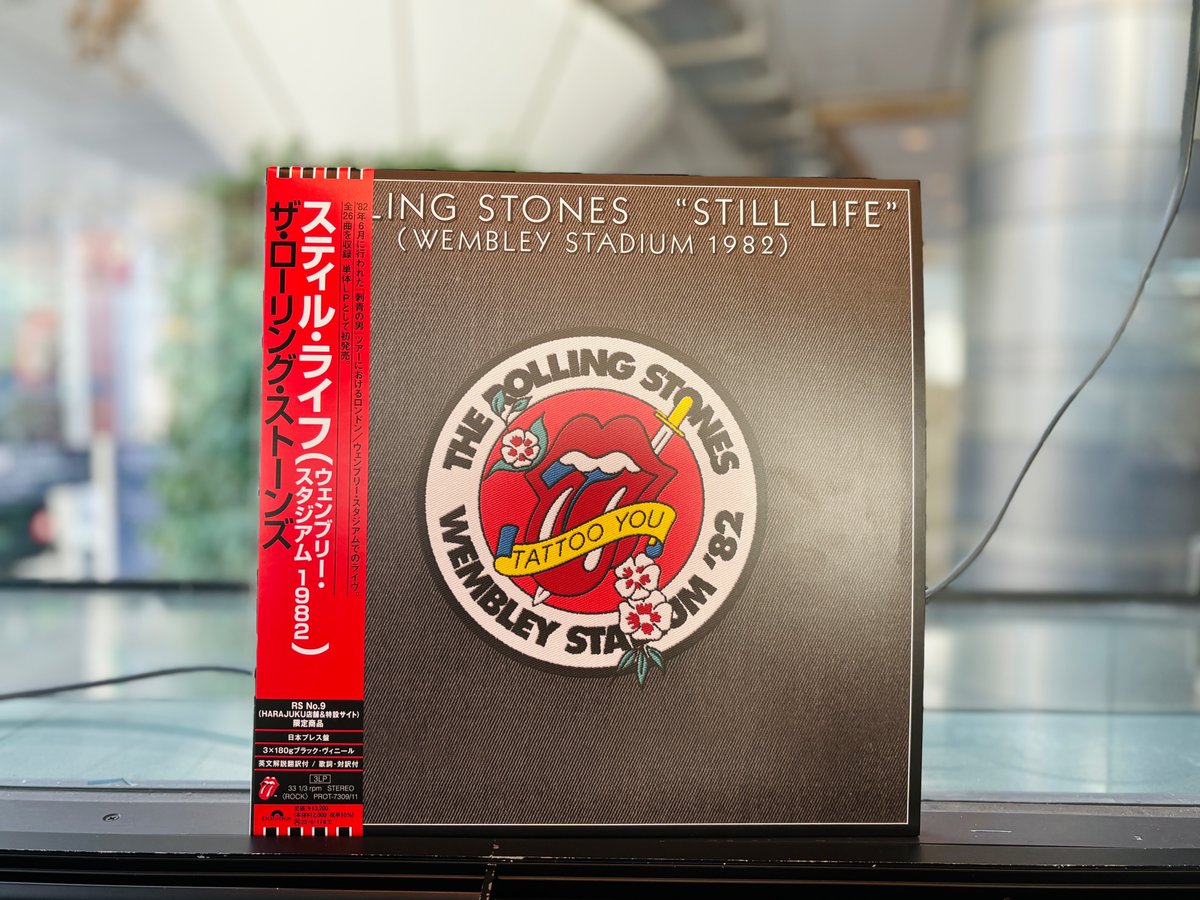 LING STONES "STILL LIFE"
(WEMBLEY STADIUM 1982)
スティル・ライフ(ウェンブリー・
スタジアム 1982)
ザ・ローリング・ストーンズ
'82年6月に行われた「刺青の男」ツアーにおけるロンドン/ウェンブリー・スタジアムでのライヴ。
全26曲を収録。単体LPとして初発売。
THE ROLLING STONES
TATTOO YOU
WEMBLEY STADIUM '82
RS No.9
(HARAJUKU店舗&特設サイト)
限定商品
日本プレス盤
3×180gブラック・ヴィニール
英文解説翻訳付 / 歌詞・対訳付
3LP
33 1/3 rpm STEREO
(ROCK) PROT-7309/11